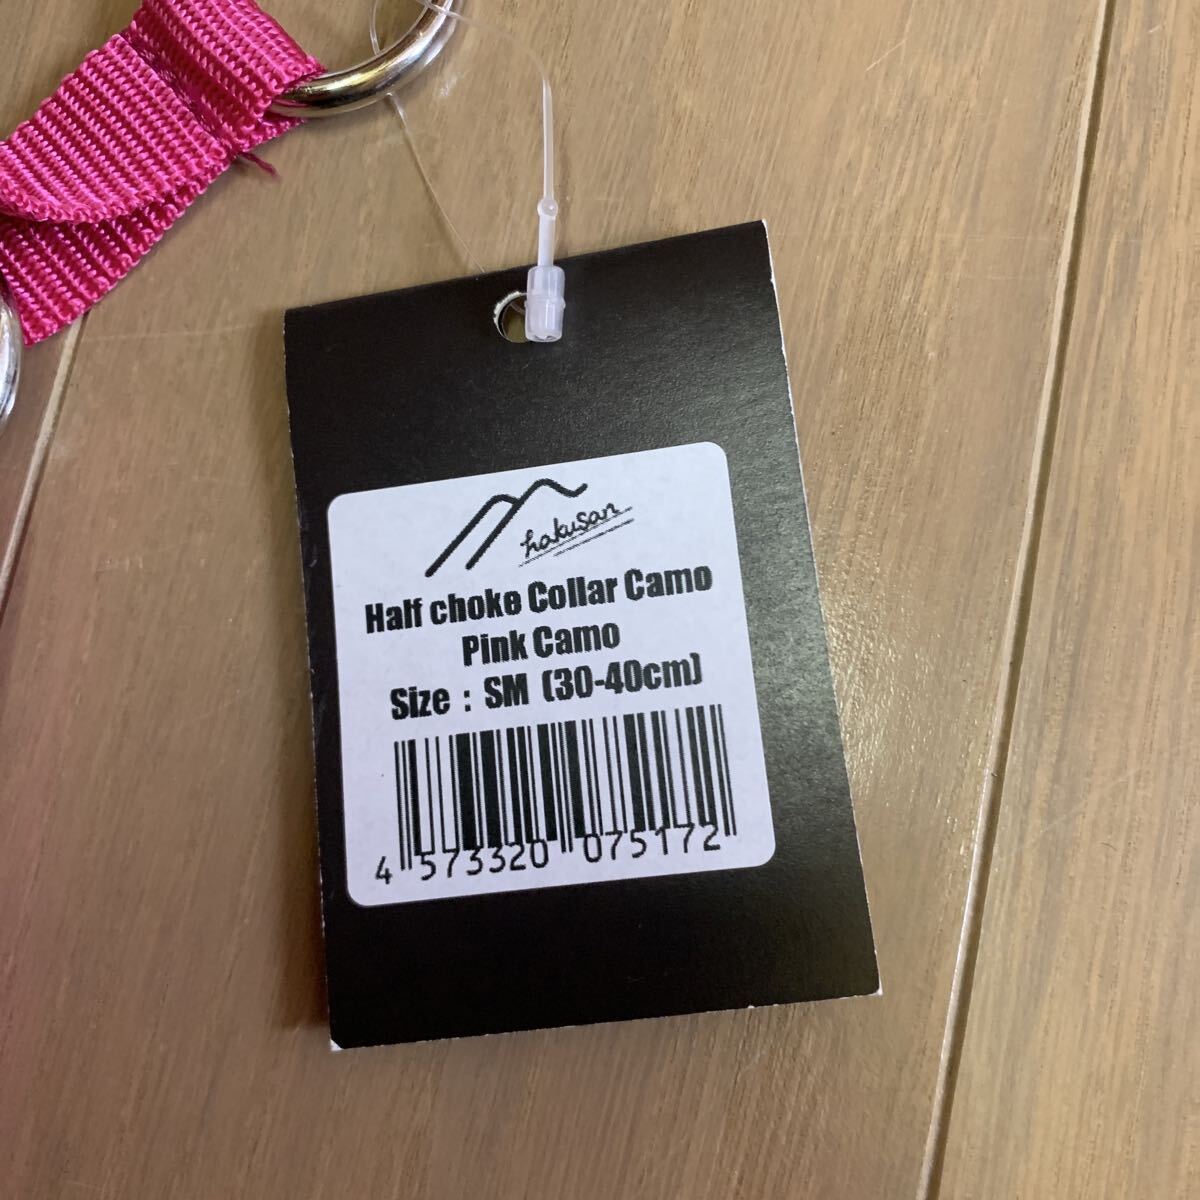 hakusan
Half choke Collar Camo
Pink Camo
Size : SM (30-40cm)
4 573320 075172